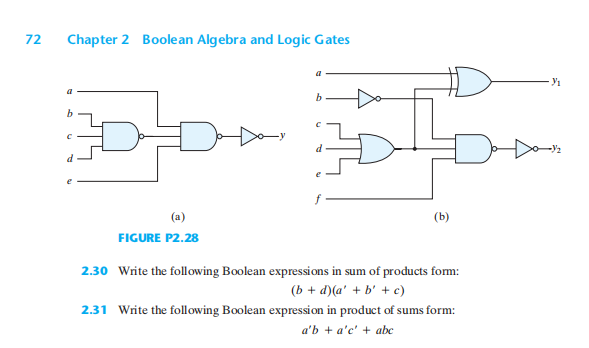 72 Chapter 2 Boolean Algebra and Logic Gates
a
b
c
d
e
y
(a)
a
b
c
d
e
f
y₁
y₂
(b)
FIGURE P2.28
2.30 Write the following Boolean expressions in sum of products form:
(b + d)(a′ + b′ + c)
2.31 Write the following Boolean expression in product of sums form:
a′b + a′c′ + abc